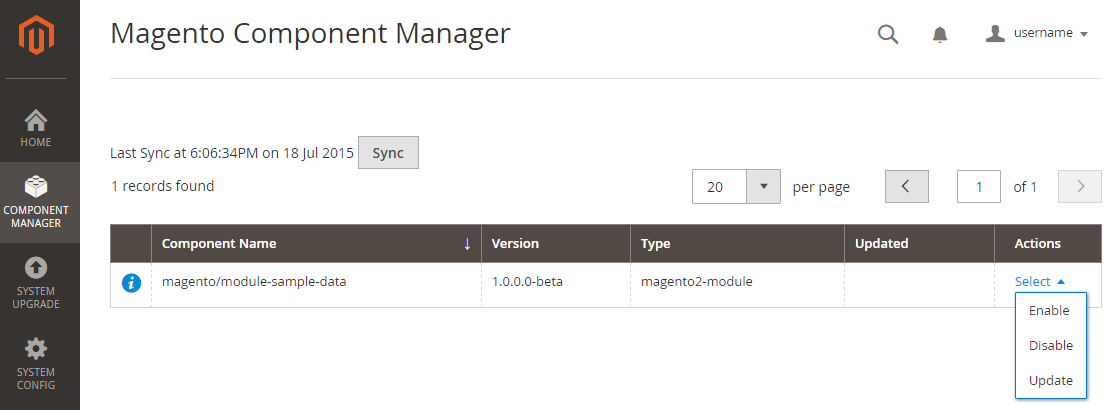 Magento Component Manager
username
HOME
COMPONENT
MANAGER
SYSTEM
UPGRADE
SYSTEM
CONFIG
Last Sync at 6:06:34PM on 18 Jul 2015 Sync
1 records found
20 per page 1 of 1
Component Name ↓ Version Type Updated Actions
magento/module-sample-data 1.0.0.0-beta magento2-module Select
Enable
Disable
Update